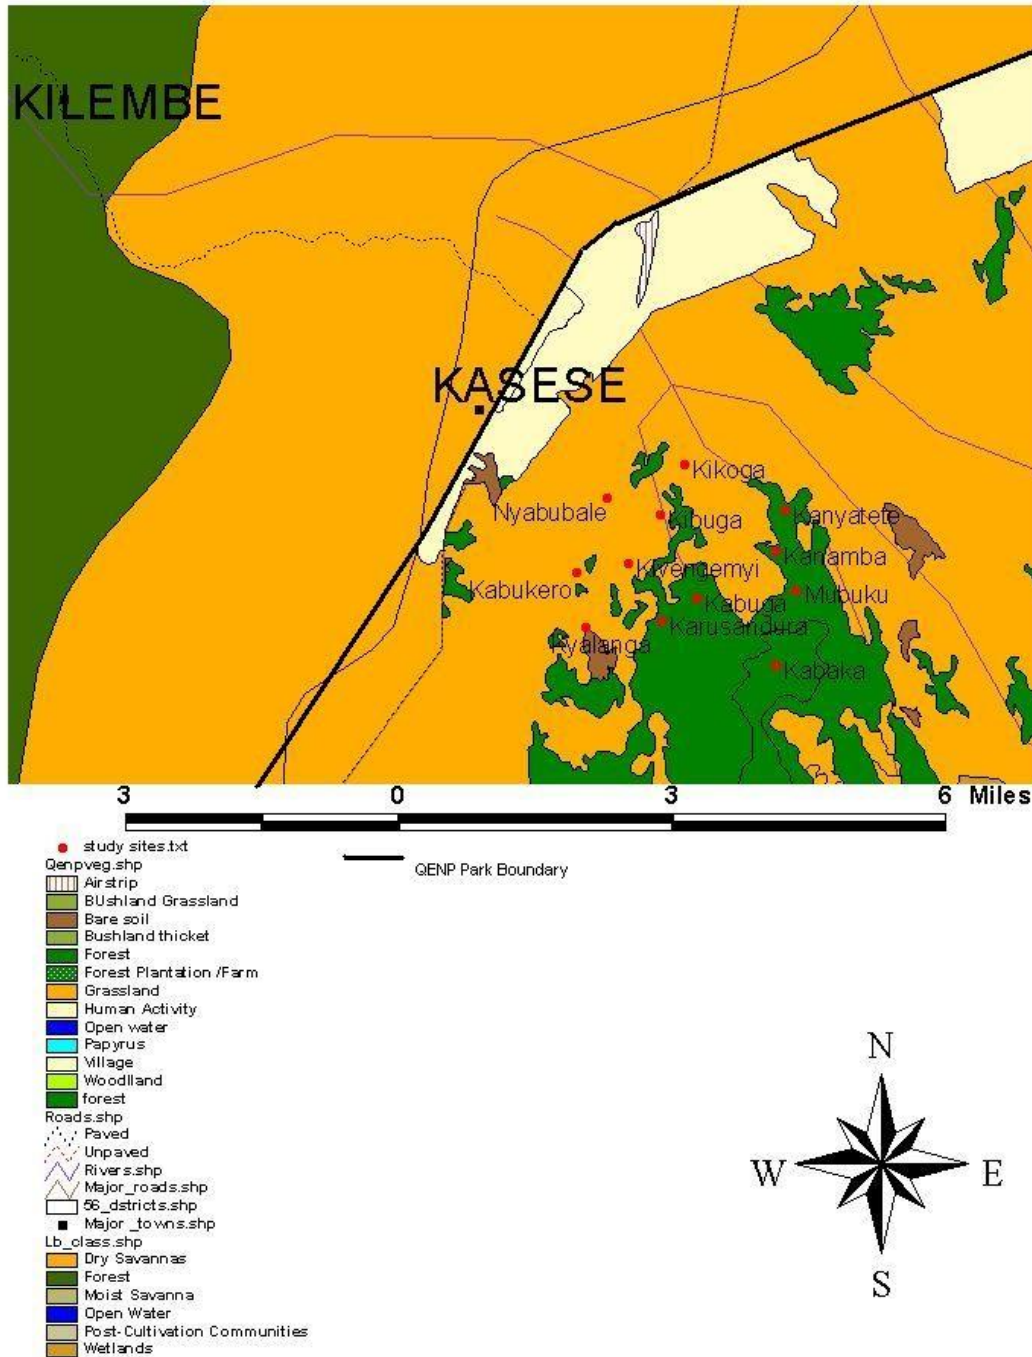 KILEMBE
KASESE
Kikoga
Nyabubale
Kibuga
Kanyatete
Kanamba
Kabukero
Kivengemyi
Kabuga
Mubuku
Karusandura
Kyalanga
Kabaka
3 0 3 6 Miles
study sites.txt
QENP Park Boundary
Qenpveg.shp
Airstrip
BUshland Grassland
Bare soil
Bushland thicket
Forest
Forest Plantation /Farm
Grassland
Human Activity
Open water
Papyrus
Village
Woodlland
forest
Roads.shp
Paved
Unpaved
Rivers.shp
Major_roads.shp
56_dstricts.shp
Major _towns.shp
Lb_class.shp
Dry Savannas
Forest
Moist Savanna
Open Water
Post-Cultivation Communities
Wetlands
N
W E
S